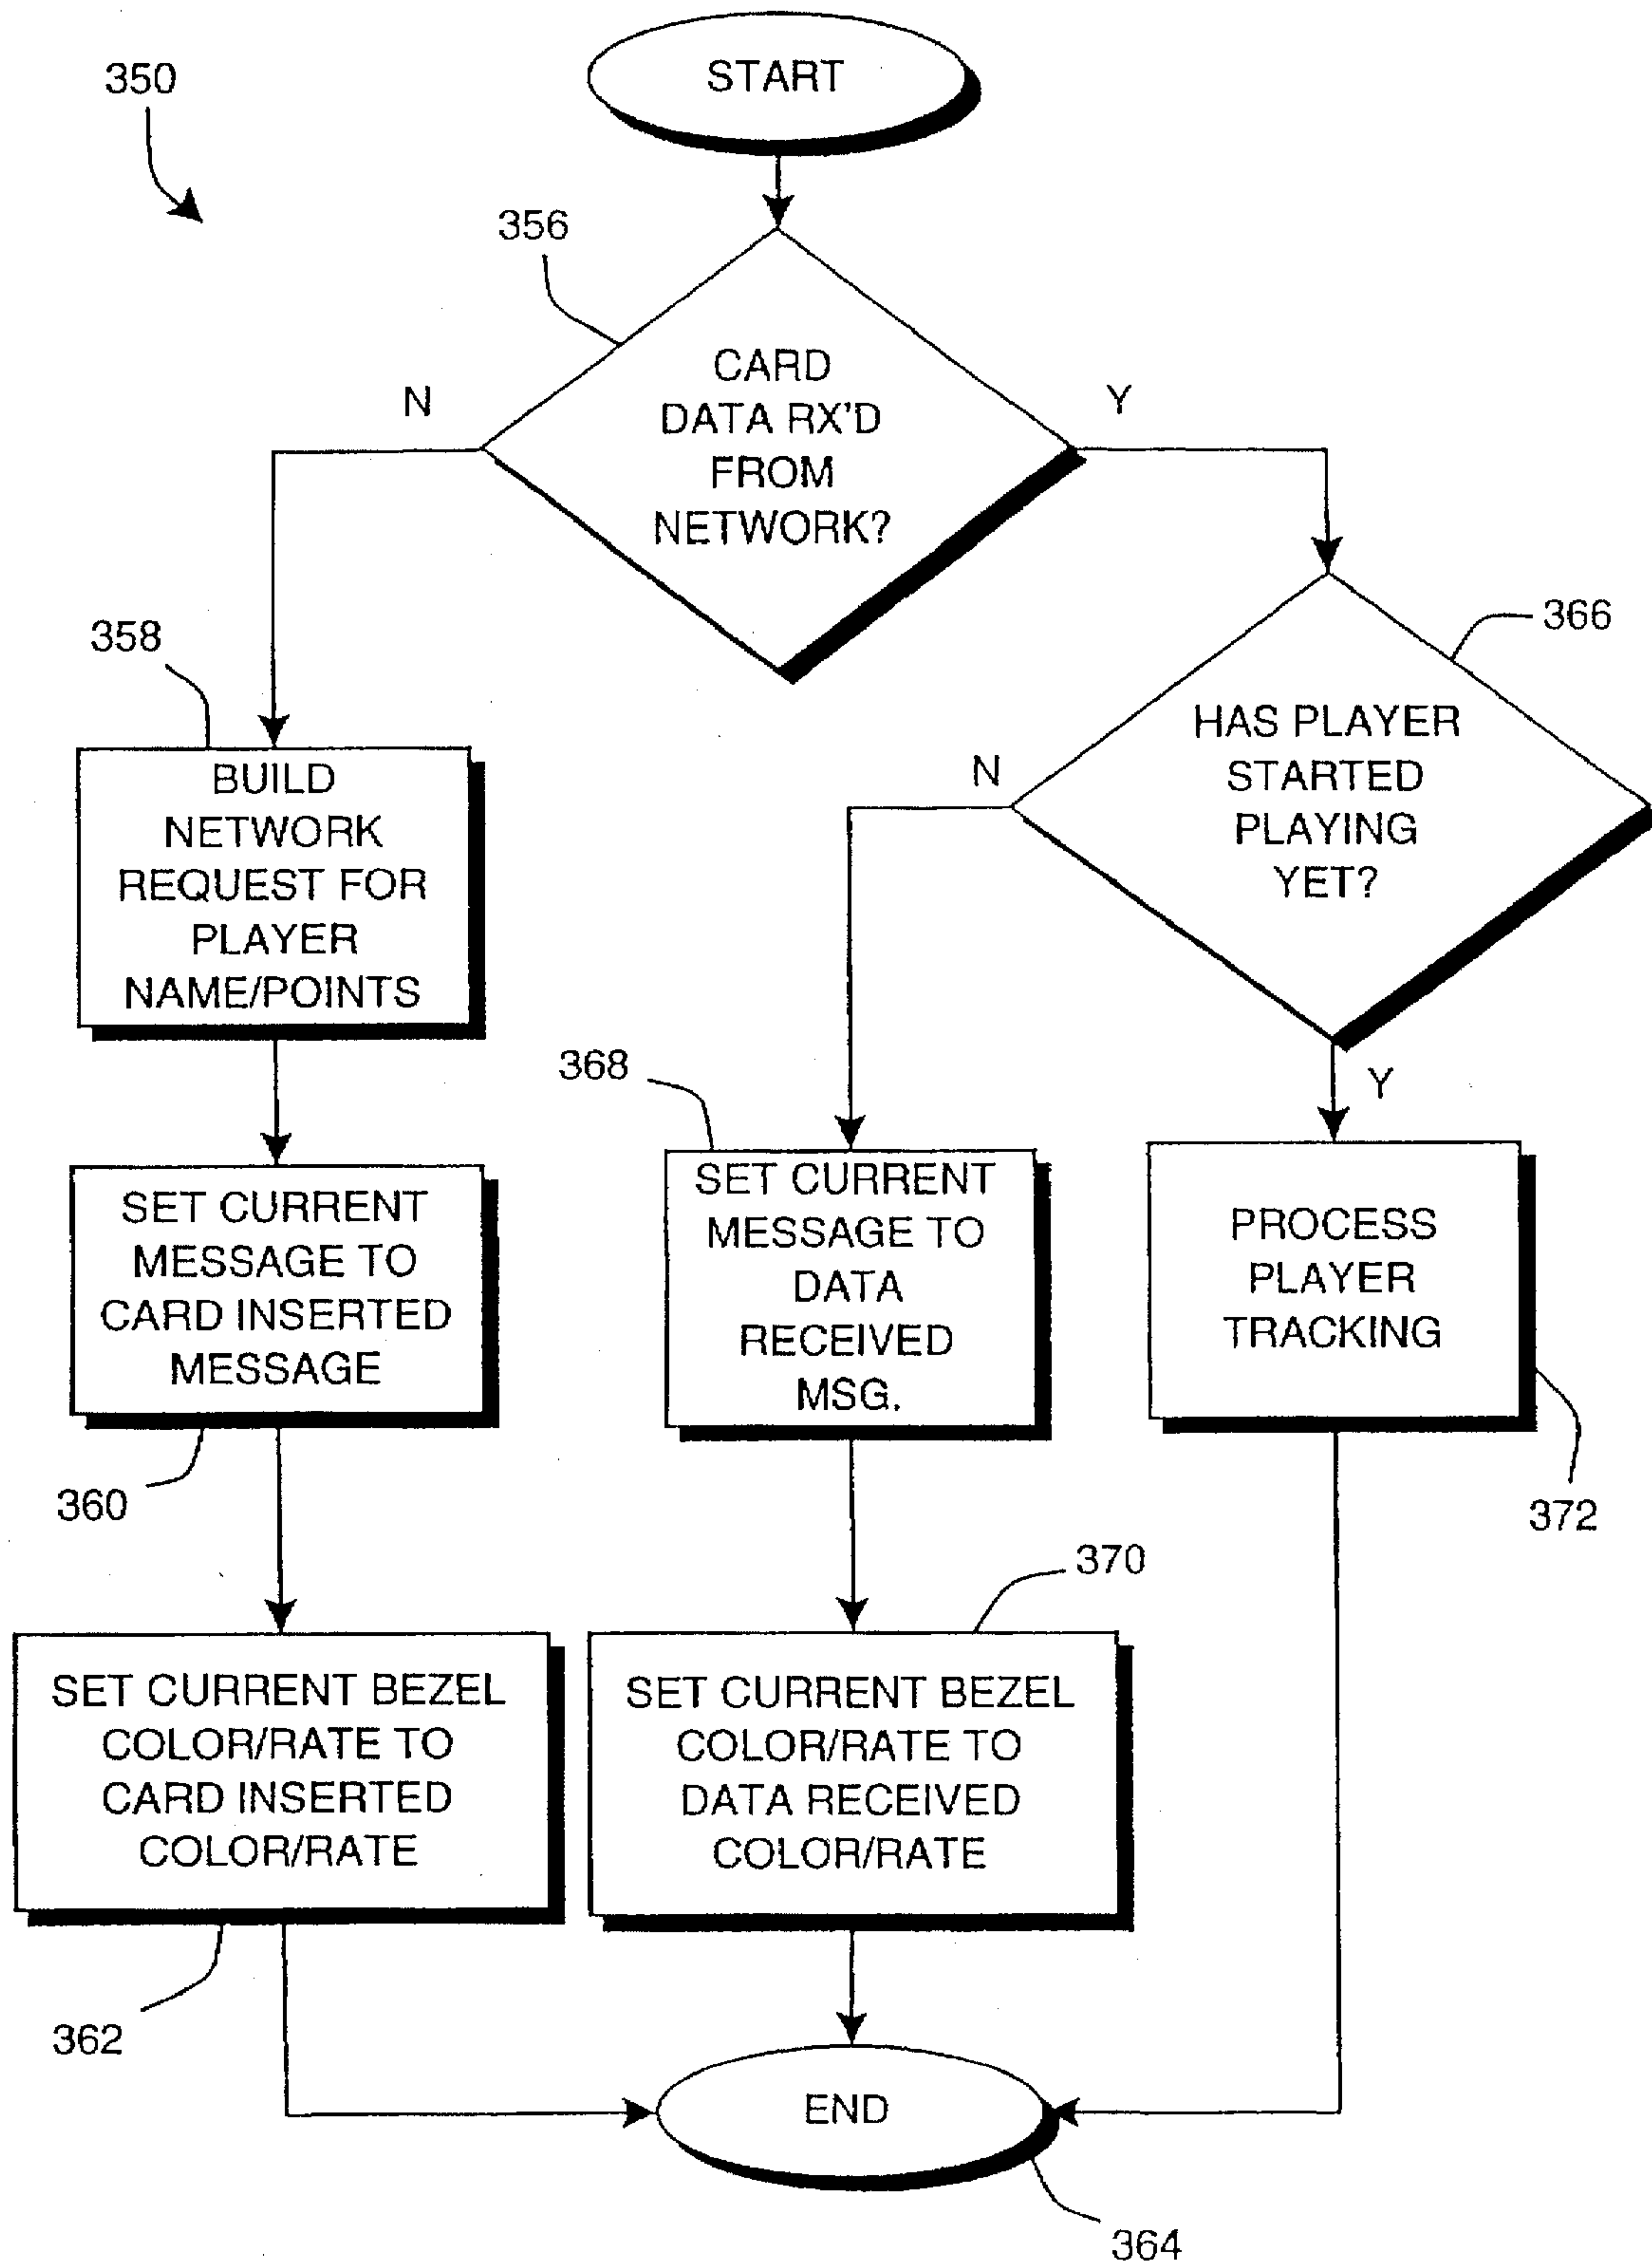 350
START
356
CARD
DATA RX'D
FROM
NETWORK?
N
Y
358
BUILD
NETWORK
REQUEST FOR
PLAYER
NAME/POINTS
366
HAS PLAYER
STARTED
PLAYING
YET?
N
Y
SET CURRENT
MESSAGE TO
CARD INSERTED
MESSAGE
360
368
SET CURRENT
MESSAGE TO
DATA
RECEIVED
MSG.
PROCESS
PLAYER
TRACKING
372
SET CURRENT BEZEL
COLOR/RATE TO
CARD INSERTED
COLOR/RATE
362
370
SET CURRENT BEZEL
COLOR/RATE TO
DATA RECEIVED
COLOR/RATE
END
364